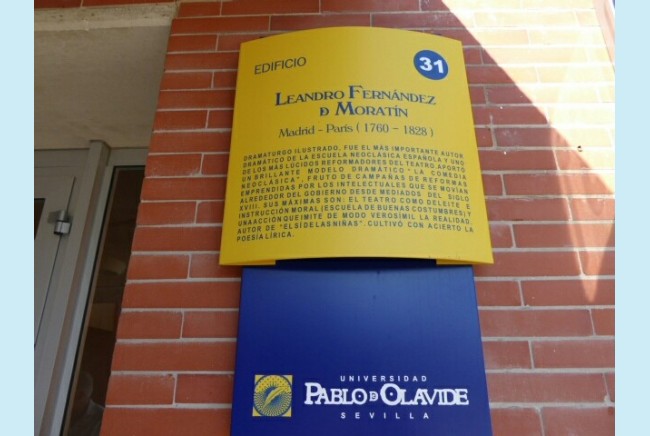 EDIFICIO
31
LEANDRO FERNÁNDEZ
D MORATÍN
Madrid - París ( 1760 - 1828 )
DRAMATURGO ILUSTRADO, FUE EL MÁS IMPORTANTE AUTOR
DRAMÁTICO DE LA ESCUELA NEOCLÁSICA ESPAÑOLA Y UNO
DE LOS MÁS LÚCIDOS REFORMADORES DEL TEATRO. APORTÓ
UN BRILLANTE MODELO DRAMÁTICO "LA COMEDIA
NEOCLÁSICA", FRUTO DE CAMPAÑAS DE REFORMAS
EMPRENDIDAS POR LOS INTELECTUALES QUE SE MOVÍAN
ALREDEDOR DEL GOBIERNO DESDE MEDIADOS DEL SIGLO
XVIII. SUS MÁXIMAS SON: EL TEATRO COMO DELEITE E
INSTRUCCIÓN MORAL (ESCUELA DE BUENAS COSTUMBRES) Y
UNA ACCIÓN QUE IMITE DE MODO VEROSÍMIL LA REALIDAD.
AUTOR DE "EL SÍ DE LAS NIÑAS". CULTIVÓ CON ACIERTO LA
POESÍA LÍRICA.
UNIVERSIDAD
PABLO D OLAVIDE
SEVILLA